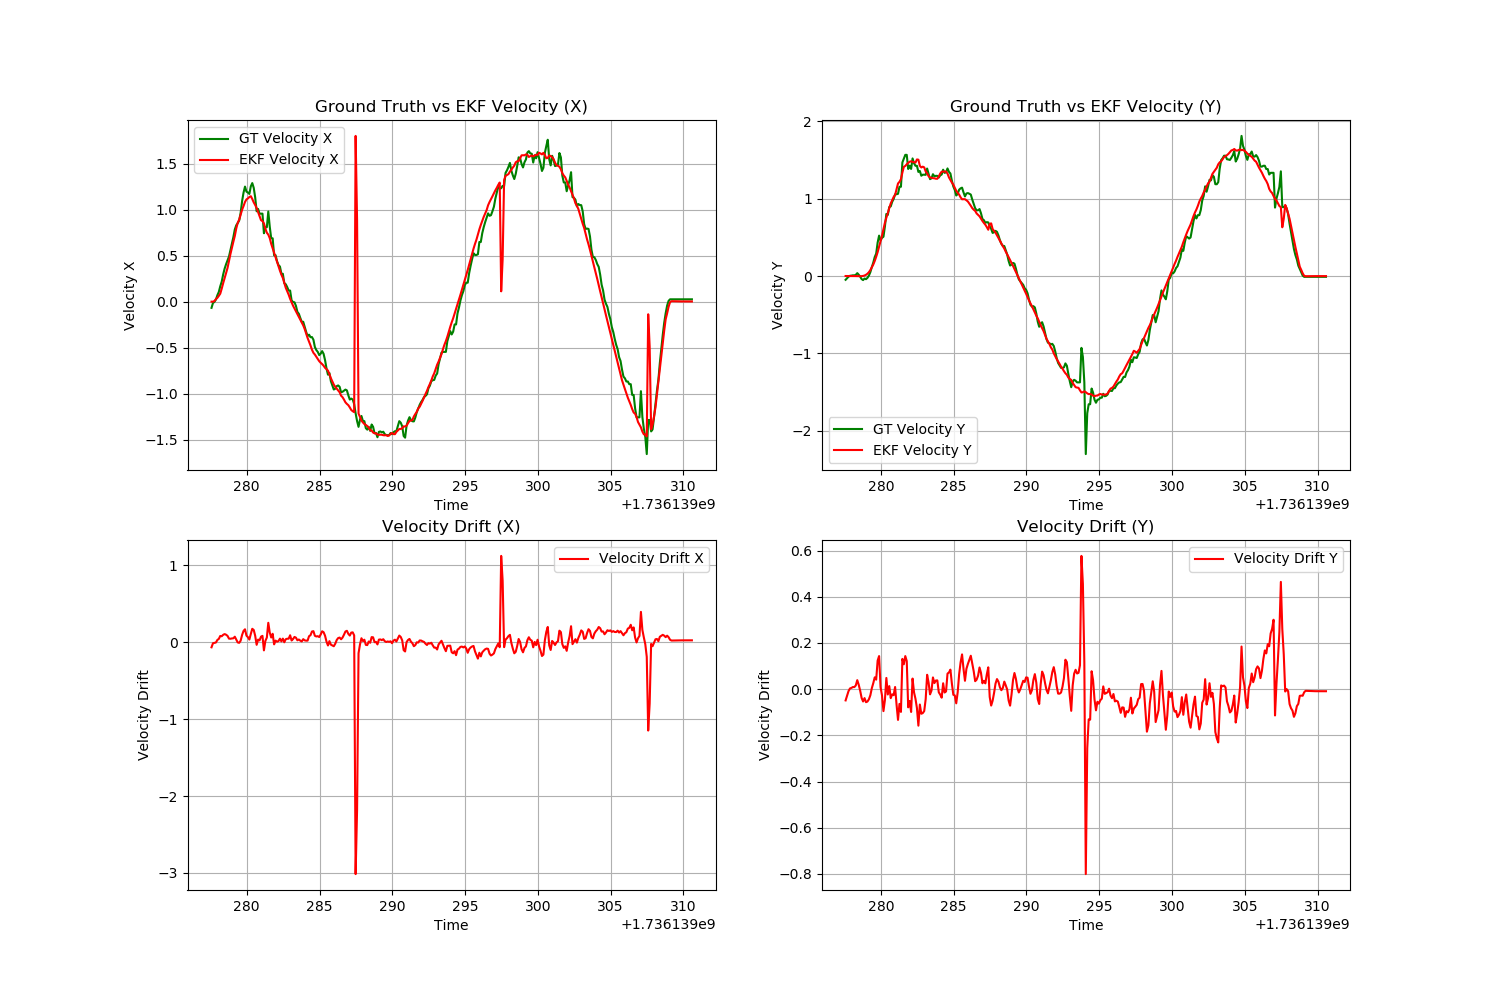 Ground Truth vs EKF Velocity (X)
GT Velocity X
EKF Velocity X
Velocity X
1.5
1.0
0.5
0.0
−0.5
−1.0
−1.5
280 285 290 295 300 305 310
Time
+1.736139e9
Ground Truth vs EKF Velocity (Y)
GT Velocity Y
EKF Velocity Y
Velocity Y
2
1
0
−1
−2
280 285 290 295 300 305 310
Time
+1.736139e9
Velocity Drift (X)
Velocity Drift X
Velocity Drift
1
0
−1
−2
−3
280 285 290 295 300 305 310
Time
+1.736139e9
Velocity Drift (Y)
Velocity Drift Y
Velocity Drift
0.6
0.4
0.2
0.0
−0.2
−0.4
−0.6
−0.8
280 285 290 295 300 305 310
Time
+1.736139e9